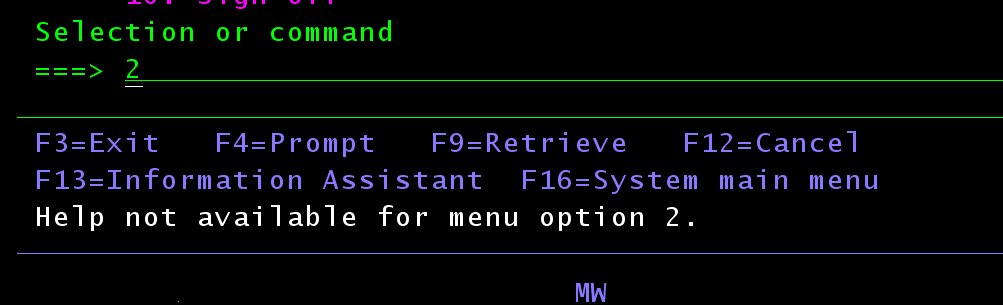 Selection or command
===> 2
F3=Exit   F4=Prompt   F9=Retrieve   F12=Cancel
F13=Information Assistant  F16=System main menu
Help not available for menu option 2.
MW